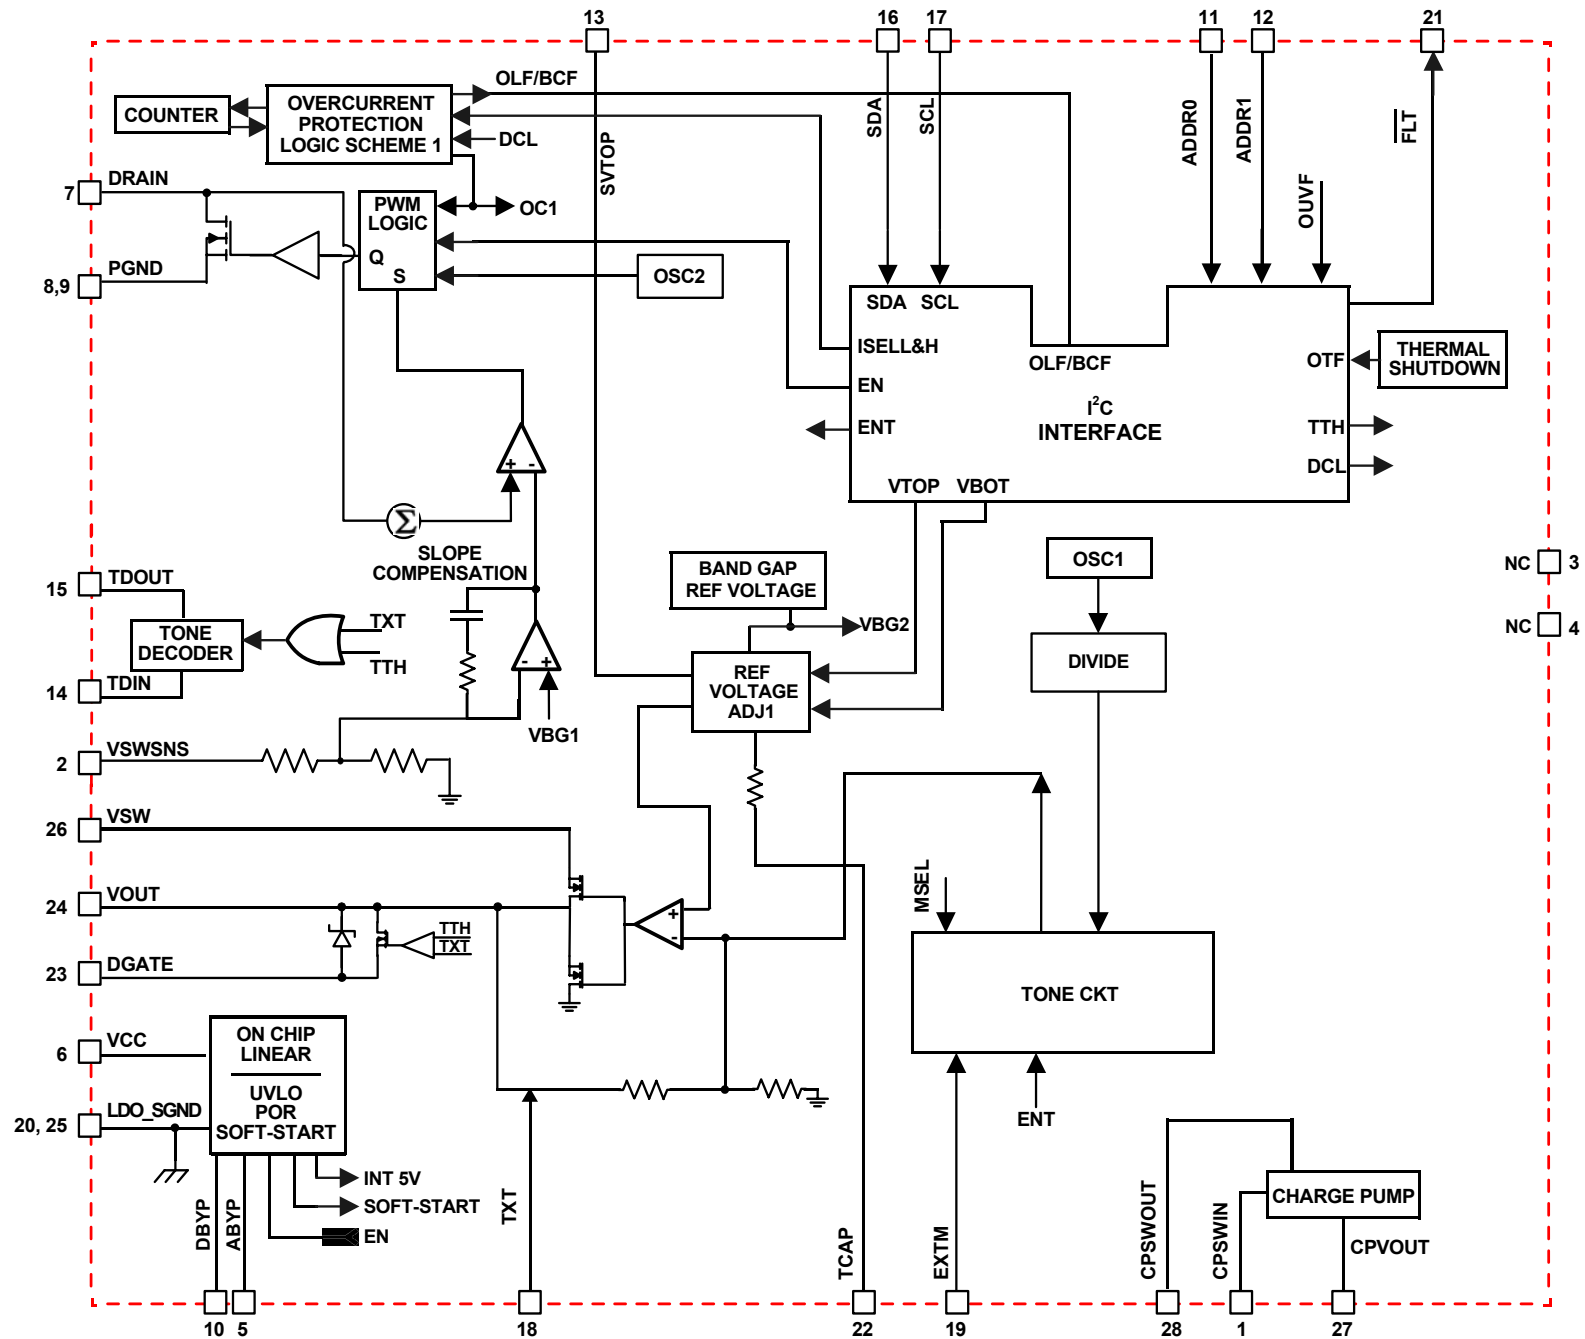 13
16
17
11
12
21
COUNTER
OVERCURRENT
PROTECTION
LOGIC SCHEME 1
OLF/BCF
DCL
SVTOP
SDA
SCL
ADDR0
ADDR1
FLT
OUVF
7
DRAIN
PWM
LOGIC
Q
S
OC1
OSC2
8,9
PGND
SDA
SCL
ISELL&H
EN
ENT
OLF/BCF
I²C
INTERFACE
OTF
THERMAL
SHUTDOWN
TTH
DCL
VTOP
VBOT
+
-
Σ
SLOPE
COMPENSATION
BAND GAP
REF VOLTAGE
VBG2
OSC1
NC
3
NC
4
15
TDOUT
TONE
DECODER
TXT
TTH
14
TDIN
-
+
VBG1
REF
VOLTAGE
ADJ1
DIVIDE
2
VSWSNS
26
VSW
24
VOUT
TTH
TXT
+
-
23
DGATE
MSEL
TONE CKT
6
VCC
ON CHIP
LINEAR
UVLO
POR
SOFT-START
20, 25
LDO_SGND
INT 5V
SOFT-START
EN
DBYP
ABYP
TXT
TCAP
EXTM
ENT
CPSWOUT
CPSWIN
CHARGE PUMP
CPVOUT
10
5
18
22
19
28
1
27